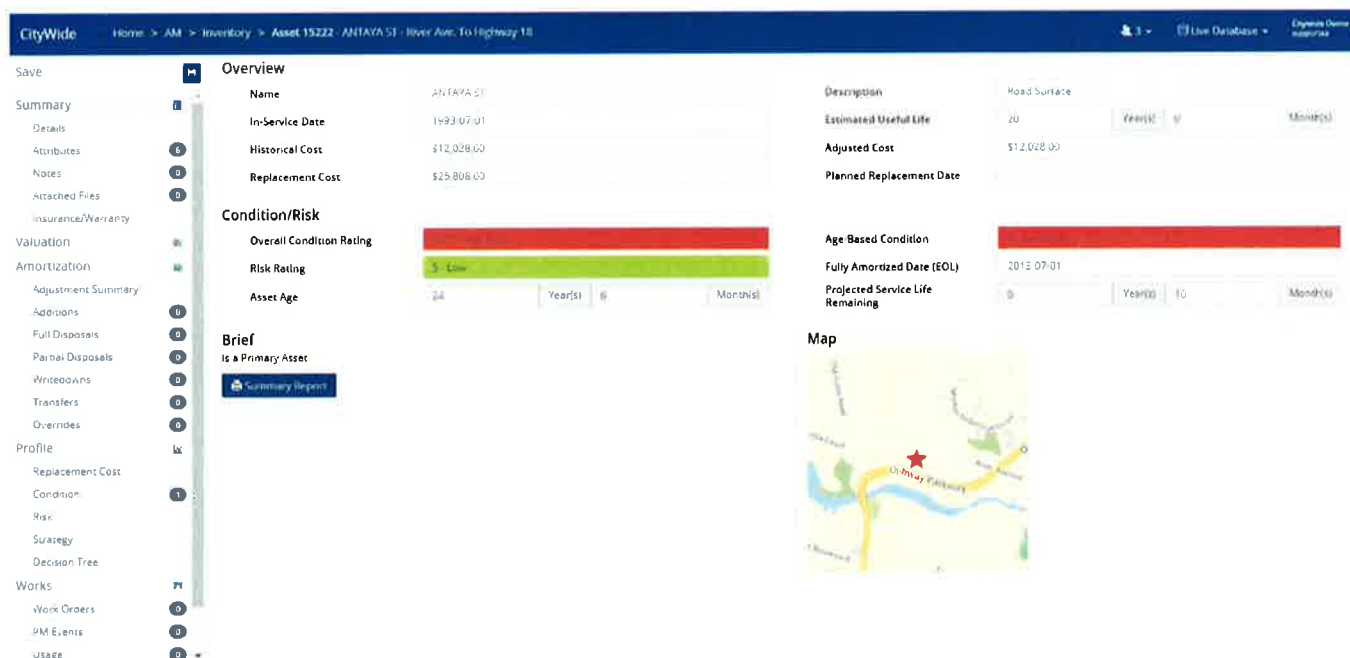 CityWide Home > AM > Inventory > Asset 15222 - ANTAYA ST - River Ave. To Highway 18 3 Live Database
Save
Summary
Details
Attributes 6
Notes 0
Attached Files 0
Insurance/Warranty
Valuation
Amortization
Adjustment Summary
Additions 0
Full Disposals 0
Partial Disposals 0
Writedowns 0
Transfers 0
Overrides 0
Profile
Replacement Cost
Condition 1
Risk
Strategy
Decision Tree
Works
Work Orders 0
PM Events 0
Usage 0
Overview
Name ANTAYA ST
In-Service Date 1993-07-01
Historical Cost $12,028.00
Replacement Cost $25,808.00
Description Road Surface
Estimated Useful Life 20 Year(s) 0 Month(s)
Adjusted Cost $12,028.00
Planned Replacement Date
Condition/Risk
Overall Condition Rating
Risk Rating 5 - Low
Asset Age 24 Year(s) 6 Month(s)
Age-Based Condition
Fully Amortized Date (EOL) 2013-07-01
Projected Service Life Remaining 0 Year(s) 10 Month(s)
Brief
Is a Primary Asset
Summary Report
Map